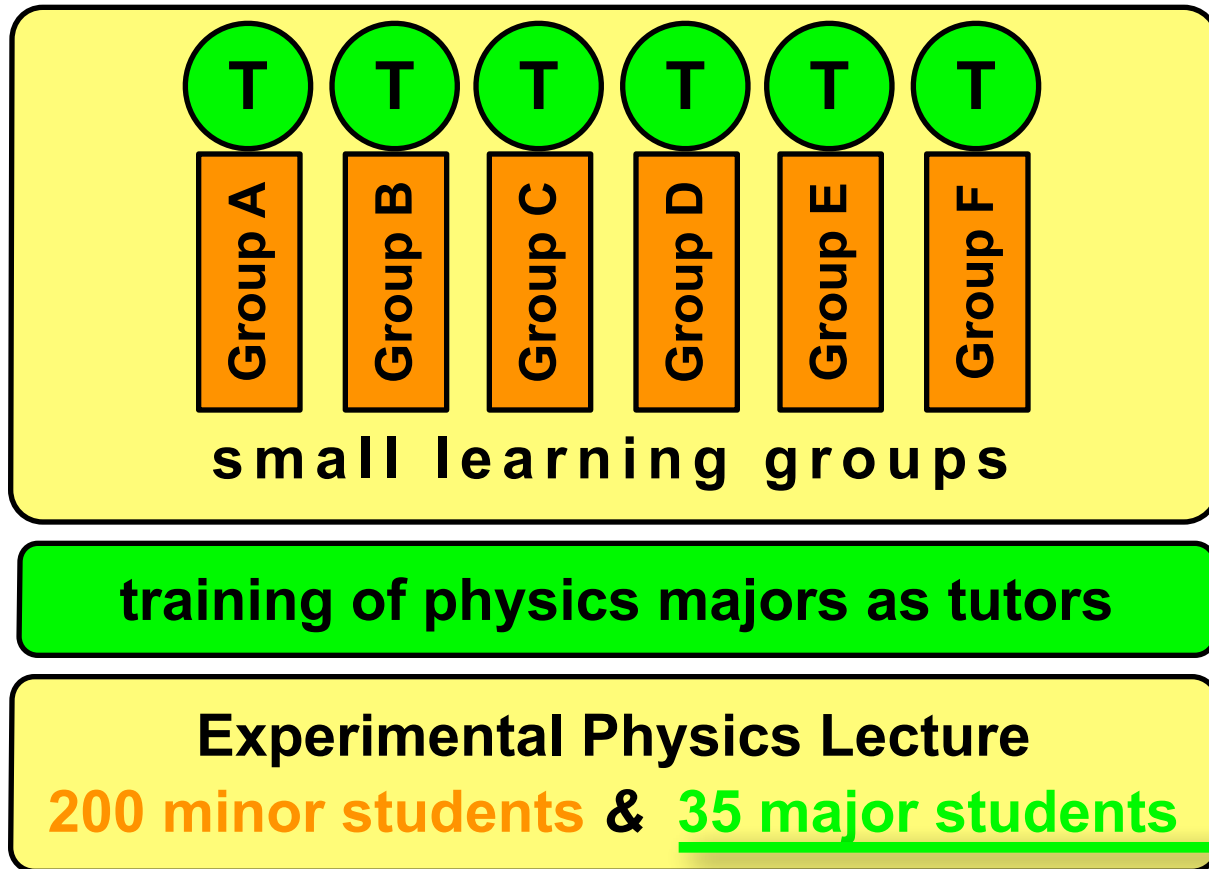 T T T T T T
Group A Group B Group C Group D Group E Group F
small learning groups
training of physics majors as tutors
Experimental Physics Lecture
200 minor students & 35 major students